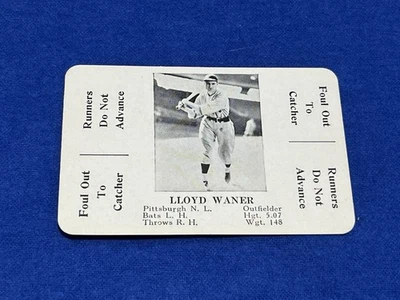 Runners
Do Not
Advance
Foul Out
To
Catcher
Foul Out
To
Catcher
Runners
Do Not
Advance
LLOYD WANER
Pittsburgh N. L. Outfielder
Bats L. H. Hgt. 5.07
Throws R. H. Wgt. 148